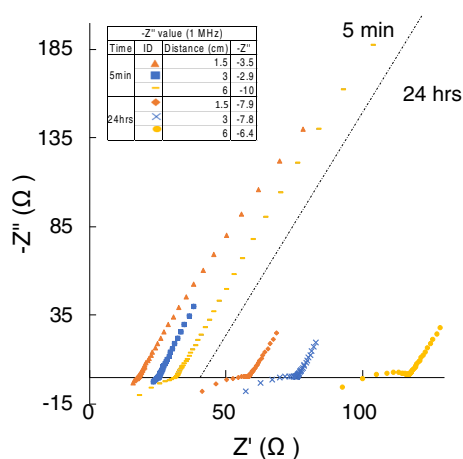 5 min
24 hrs
-Z" value (1 MHz)
Time ID Distance (cm) -Z"
5min 1.5 -3.5
3 -2.9
6 -10
24hrs 1.5 -7.9
3 -7.8
6 -6.4
185
135
85
35
-15
0 50 100
-Z" (Ω)
Z' (Ω)